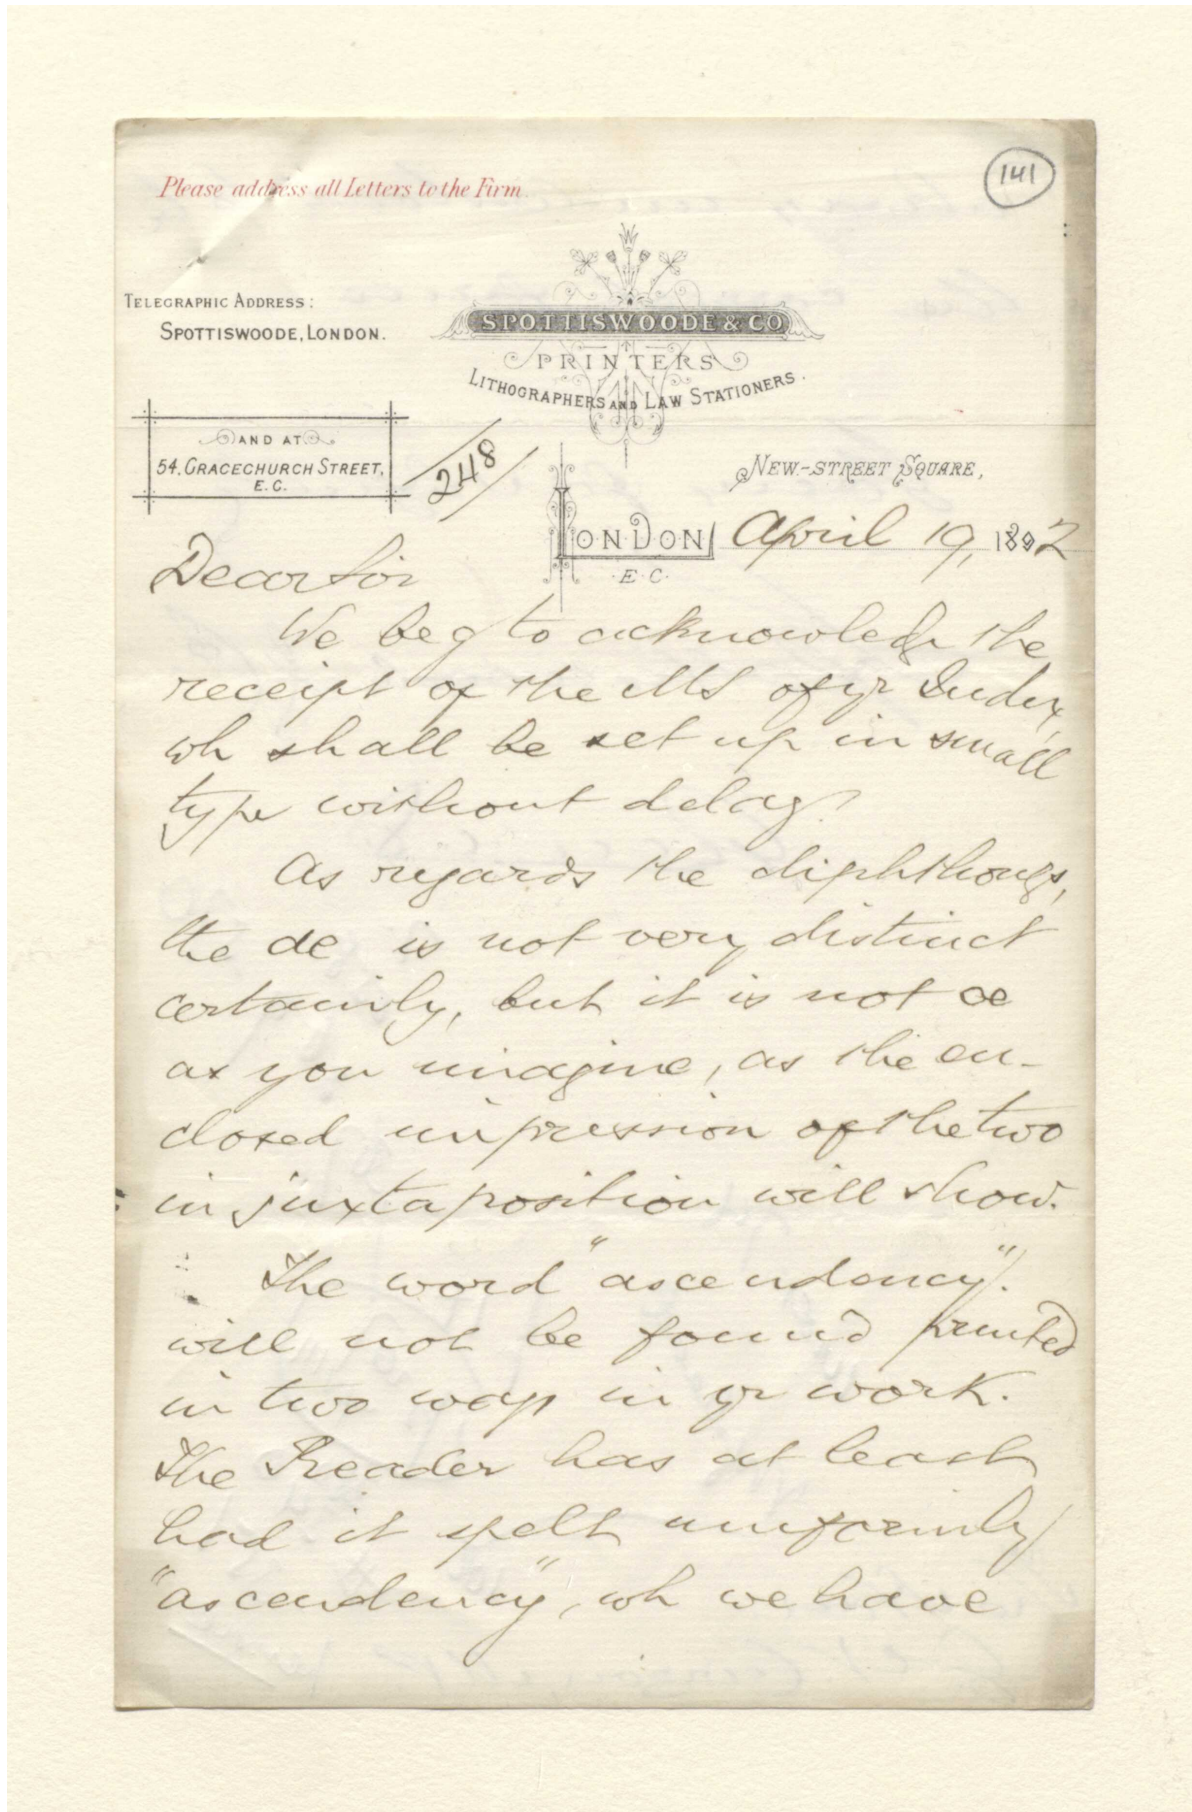 Please address all Letters to the Firm.
141
TELEGRAPHIC ADDRESS:
SPOTTISWOODE, LONDON.
SPOTTISWOODE & CO
PRINTERS
LITHOGRAPHERS AND LAW STATIONERS.
AND AT
54, GRACECHURCH STREET,
E.C.
248
NEW-STREET SQUARE,
LONDON April 19, 1892
E.C.
Dear Sir
We beg to acknowledge the
receipt of the MS of yr Index,
wh shall be set up in small
type without delay.
As regards the diphthongs,
the æ is not very distinct
certainly, but it is not œ
as you imagine, as the en-
closed impression of the two
in juxtaposition will show.
The word "ascendency".
will not be found printed
in two ways in yr work.
The Reader has at least
had it spelt uniformly
"ascendency", wh we have